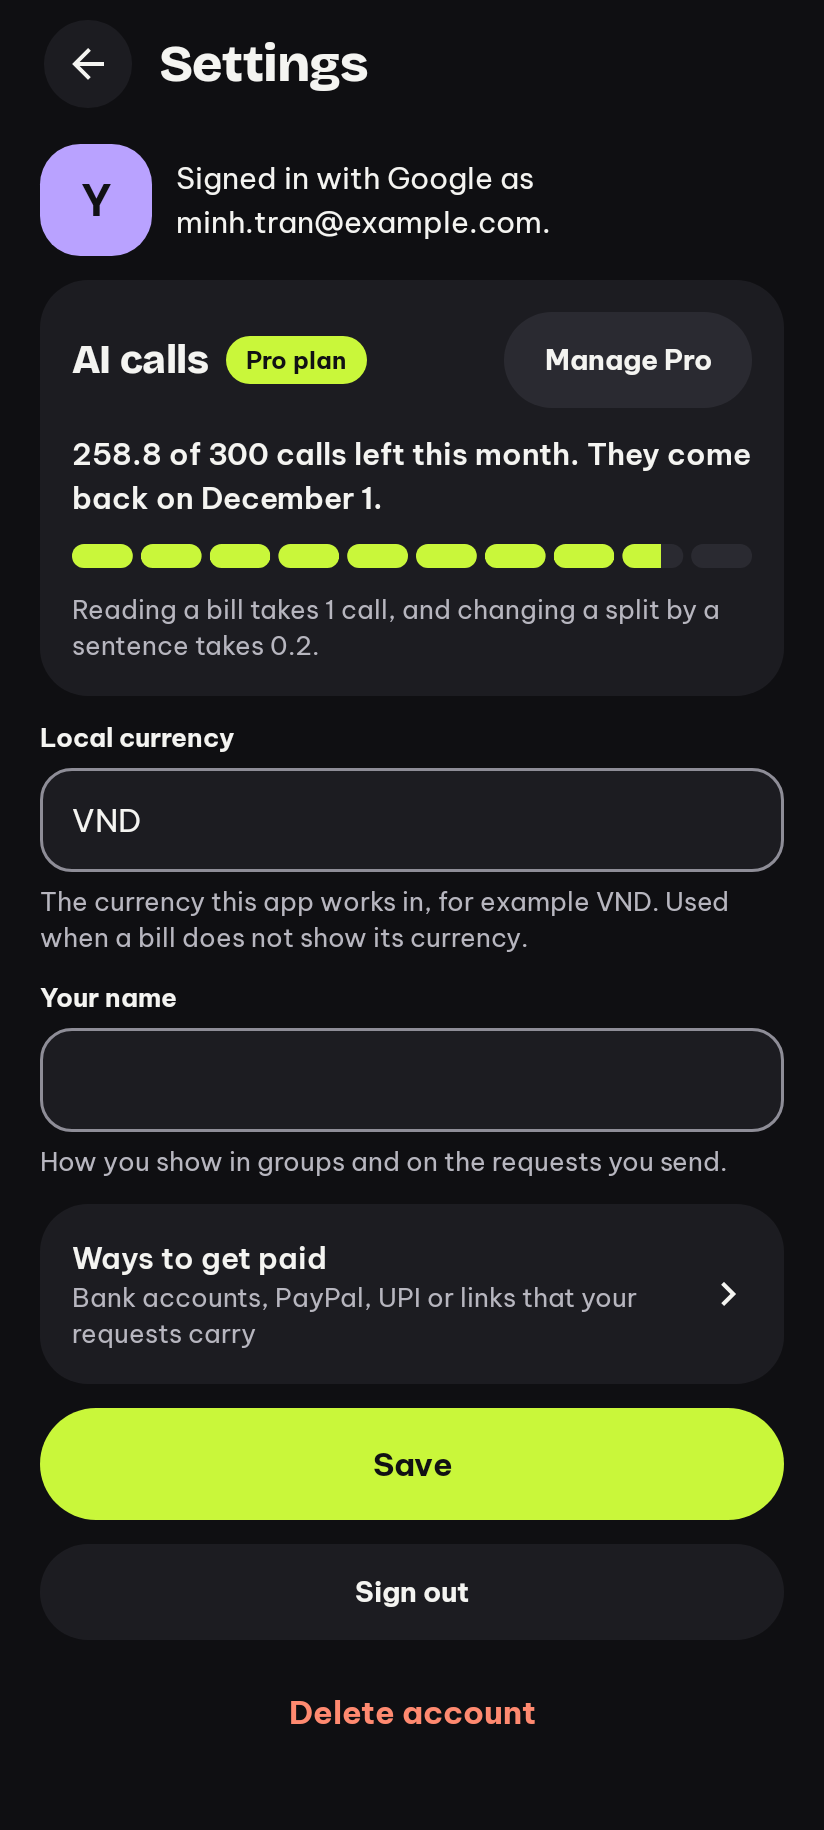 Settings
Y
Signed in with Google as
minh.tran@example.com.
AI calls
Pro plan
Manage Pro
258.8 of 300 calls left this month. They come
back on December 1.
Reading a bill takes 1 call, and changing a split by a
sentence takes 0.2.
Local currency
VND
The currency this app works in, for example VND. Used
when a bill does not show its currency.
Your name
How you show in groups and on the requests you send.
Ways to get paid
Bank accounts, PayPal, UPI or links that your
requests carry
Save
Sign out
Delete account